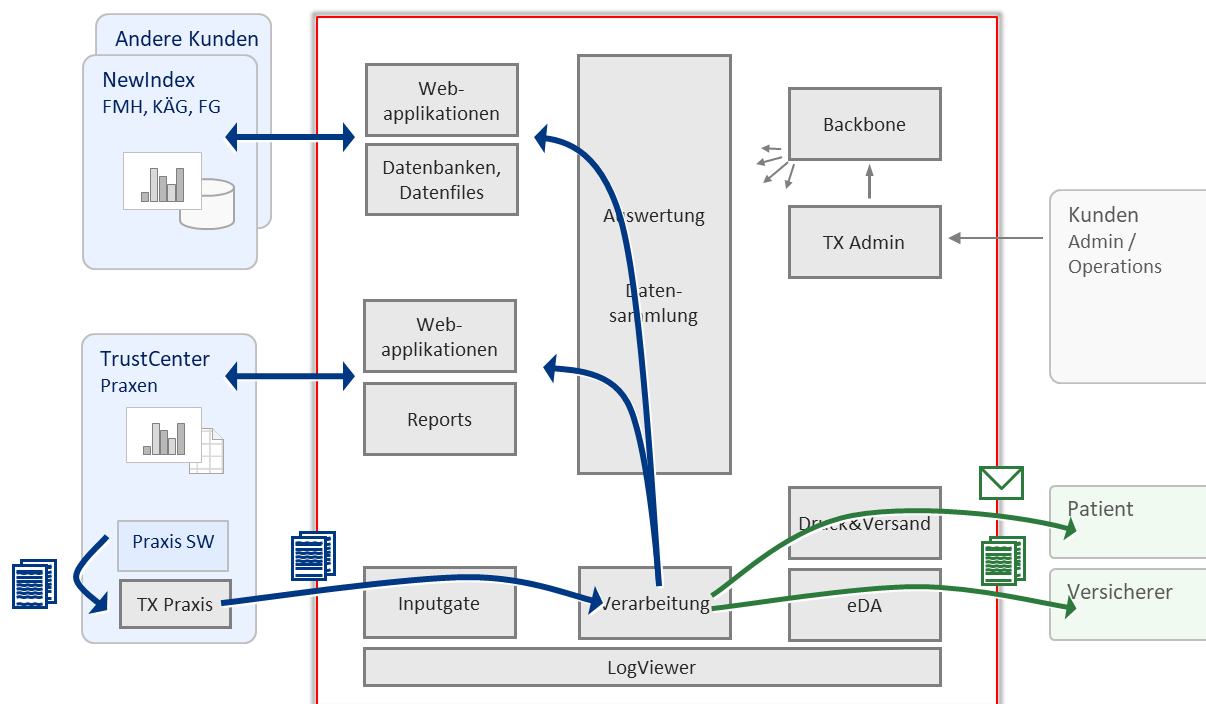 Andere Kunden
NewIndex
FMH, KÄG, FG
Web-
applikationen
Datenbanken,
Datenfiles
Auswertung
Daten-
sammlung
Backbone
TX Admin
Kunden
Admin /
Operations
TrustCenter
Praxen
Web-
applikationen
Reports
Praxis SW
TX Praxis
Inputgate
Verarbeitung
Druck&Versand
eDA
Patient
Versicherer
LogViewer